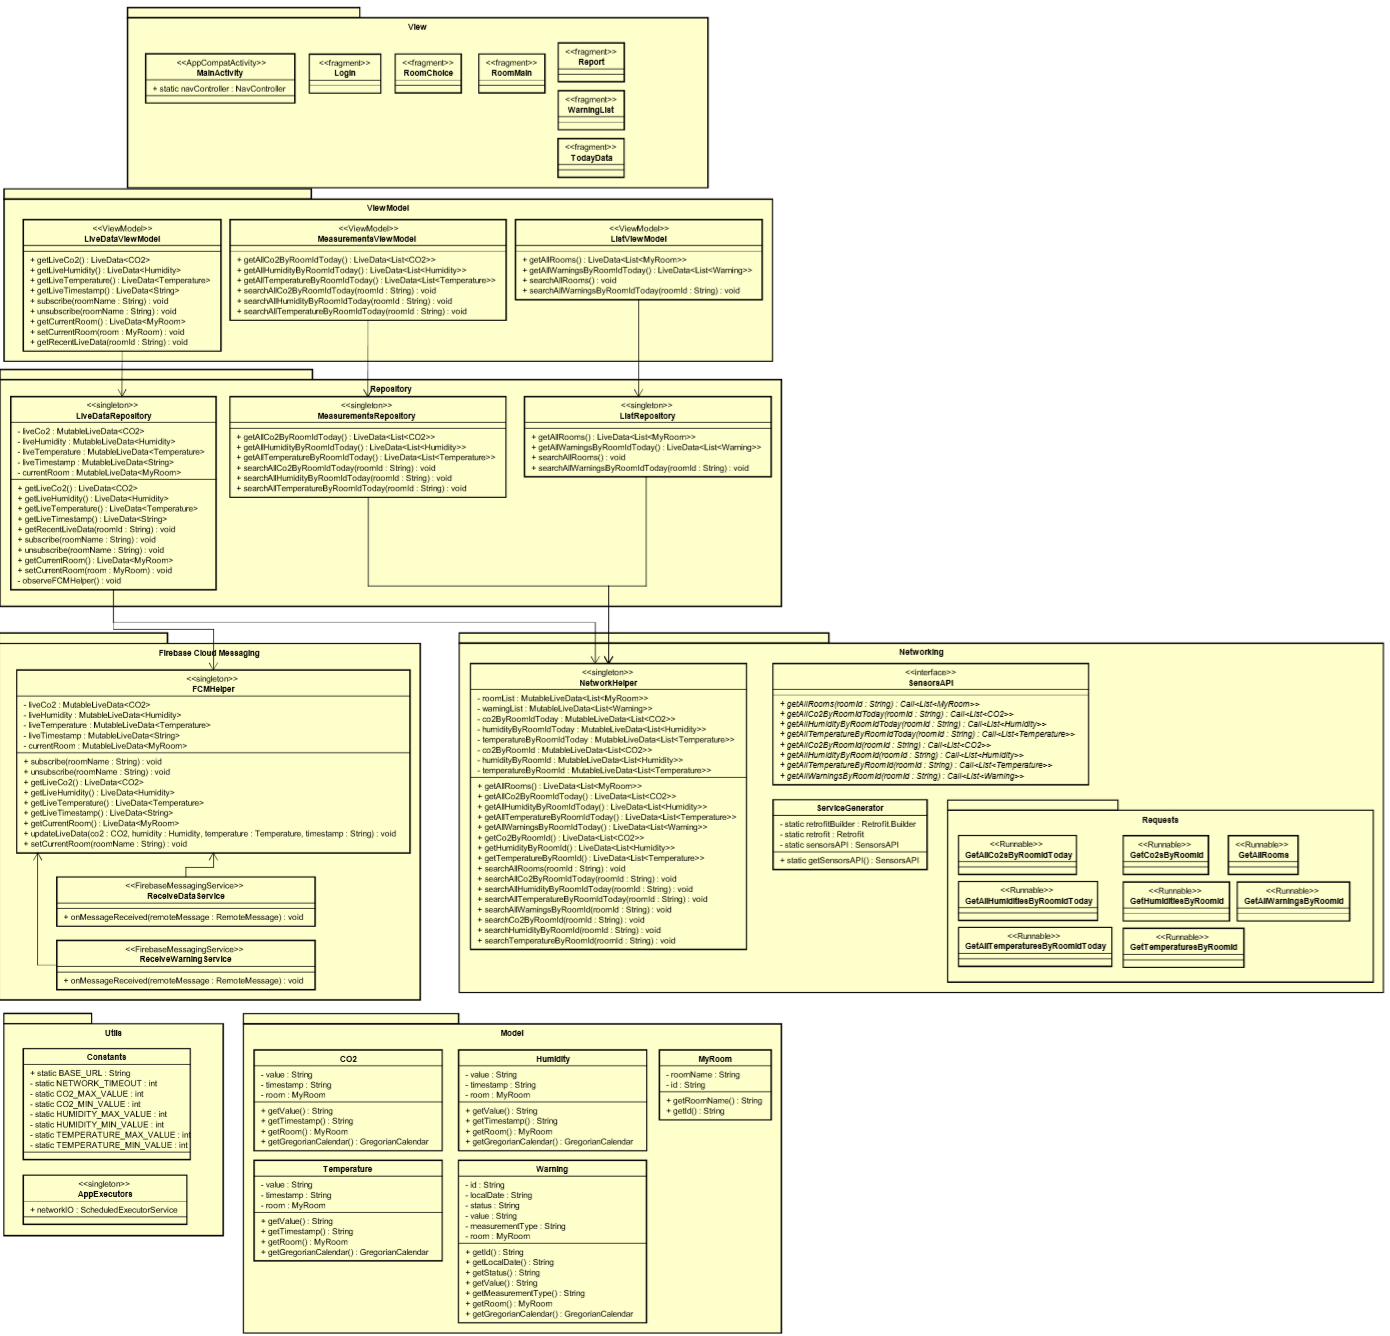 View
<<AppCompatActivity>>
MainActivity
+ static navController : NavController
<<fragment>>
Login
<<fragment>>
RoomChoice
<<fragment>>
RoomMain
<<fragment>>
Report
<<fragment>>
WarningList
<<fragment>>
TodayData
ViewModel
<<ViewModel>>
LiveDataViewModel
+ getLiveCo2() : LiveData<CO2>
+ getLiveHumidity() : LiveData<Humidity>
+ getLiveTemperature() : LiveData<Temperature>
+ getLiveTimestamp() : LiveData<String>
+ subscribe(roomName : String) : void
+ unsubscribe(roomName : String) : void
+ getCurrentRoom() : LiveData<MyRoom>
+ setCurrentRoom(room : MyRoom) : void
+ getRecentLiveData(roomId : String) : void
<<ViewModel>>
MeasurementsViewModel
+ getAllCo2ByRoomIdToday() : LiveData<List<CO2>>
+ getAllHumidityByRoomIdToday() : LiveData<List<Humidity>>
+ getAllTemperatureByRoomIdToday() : LiveData<List<Temperature>>
+ searchAllCo2ByRoomIdToday(roomId : String) : void
+ searchAllHumidityByRoomIdToday(roomId : String) : void
+ searchAllTemperatureByRoomIdToday(roomId : String) : void
<<ViewModel>>
ListViewModel
+ getAllRooms() : LiveData<List<MyRoom>>
+ getAllWarningsByRoomIdToday() : LiveData<List<Warning>>
+ searchAllRooms() : void
+ searchAllWarningsByRoomIdToday(roomId : String) : void
Repository
<<singleton>>
LiveDataRepository
- liveCo2 : MutableLiveData<CO2>
- liveHumidity : MutableLiveData<Humidity>
- liveTemperature : MutableLiveData<Temperature>
- liveTimestamp : MutableLiveData<String>
- currentRoom : MutableLiveData<MyRoom>
+ getLiveCo2() : LiveData<CO2>
+ getLiveHumidity() : LiveData<Humidity>
+ getLiveTemperature() : LiveData<Temperature>
+ getLiveTimestamp() : LiveData<String>
+ getRecentLiveData(roomId : String) : void
+ subscribe(roomName : String) : void
+ unsubscribe(roomName : String) : void
+ getCurrentRoom() : LiveData<MyRoom>
+ setCurrentRoom(room : MyRoom) : void
- observeFCMHelper() : void
<<singleton>>
MeasurementsRepository
+ getAllCo2ByRoomIdToday() : LiveData<List<CO2>>
+ getAllHumidityByRoomIdToday() : LiveData<List<Humidity>>
+ getAllTemperatureByRoomIdToday() : LiveData<List<Temperature>>
+ searchAllCo2ByRoomIdToday(roomId : String) : void
+ searchAllHumidityByRoomIdToday(roomId : String) : void
+ searchAllTemperatureByRoomIdToday(roomId : String) : void
<<singleton>>
ListRepository
+ getAllRooms() : LiveData<List<MyRoom>>
+ getAllWarningsByRoomIdToday() : LiveData<List<Warning>>
+ searchAllRooms() : void
+ searchAllWarningsByRoomIdToday(roomId : String) : void
Firebase Cloud Messaging
<<singleton>>
FCMHelper
- liveCo2 : MutableLiveData<CO2>
- liveHumidity : MutableLiveData<Humidity>
- liveTemperature : MutableLiveData<Temperature>
- liveTimestamp : MutableLiveData<String>
- currentRoom : MutableLiveData<MyRoom>
+ subscribe(roomName : String) : void
+ unsubscribe(roomName : String) : void
+ getLiveCo2() : LiveData<CO2>
+ getLiveHumidity() : LiveData<Humidity>
+ getLiveTemperature() : LiveData<Temperature>
+ getLiveTimestamp() : LiveData<String>
+ getCurrentRoom() : LiveData<MyRoom>
+ updateLiveData(co2 : CO2, humidity : Humidity, temperature : Temperature, timestamp : String) : void
+ setCurrentRoom(roomName : String) : void
<<FirebaseMessagingService>>
ReceiveDataService
+ onMessageReceived(remoteMessage : RemoteMessage) : void
<<FirebaseMessagingService>>
ReceiveWarningService
+ onMessageReceived(remoteMessage : RemoteMessage) : void
Networking
<<singleton>>
NetworkHelper
- roomList : MutableLiveData<List<MyRoom>>
- warningList : MutableLiveData<List<Warning>>
- co2ByRoomIdToday : MutableLiveData<List<CO2>>
- humidityByRoomIdToday : MutableLiveData<List<Humidity>>
- temperatureByRoomIdToday : MutableLiveData<List<Temperature>>
- co2ByRoomId : MutableLiveData<List<CO2>>
- humidityByRoomId : MutableLiveData<List<Humidity>>
- temperatureByRoomId : MutableLiveData<List<Temperature>>
+ getAllRooms() : LiveData<List<MyRoom>>
+ getAllCo2ByRoomIdToday() : LiveData<List<CO2>>
+ getAllHumidityByRoomIdToday() : LiveData<List<Humidity>>
+ getAllTemperatureByRoomIdToday() : LiveData<List<Temperature>>
+ getAllWarningsByRoomIdToday() : LiveData<List<Warning>>
+ getCo2ByRoomId() : LiveData<List<CO2>>
+ getHumidityByRoomId() : LiveData<List<Humidity>>
+ getTemperatureByRoomId() : LiveData<List<Temperature>>
+ searchAllRooms(roomId : String) : void
+ searchAllCo2ByRoomIdToday(roomId : String) : void
+ searchAllHumidityByRoomIdToday(roomId : String) : void
+ searchAllTemperatureByRoomIdToday(roomId : String) : void
+ searchAllWarningsByRoomId(roomId : String) : void
+ searchCo2ByRoomId(roomId : String) : void
+ searchHumidityByRoomId(roomId : String) : void
+ searchTemperatureByRoomId(roomId : String) : void
<<interface>>
SensorsAPI
+ getAllRooms(roomId : String) : Call<List<MyRoom>>
+ getAllCo2ByRoomIdToday(roomId : String) : Call<List<CO2>>
+ getAllHumidityByRoomIdToday(roomId : String) : Call<List<Humidity>>
+ getAllTemperatureByRoomIdToday(roomId : String) : Call<List<Temperature>>
+ getAllCo2ByRoomId(roomId : String) : Call<List<CO2>>
+ getAllHumidityByRoomId(roomId : String) : Call<List<Humidity>>
+ getAllTemperatureByRoomId(roomId : String) : Call<List<Temperature>>
+ getAllWarningsByRoomId(roomId : String) : Call<List<Warning>>
ServiceGenerator
- static retrofitBuilder : Retrofit.Builder
- static retrofit : Retrofit
- static sensorsAPI : SensorsAPI
+ static getSensorsAPI() : SensorsAPI
Requests
<<Runnable>>
GetAllCo2sByRoomIdToday
<<Runnable>>
GetCo2sByRoomId
<<Runnable>>
GetAllRooms
<<Runnable>>
GetAllHumiditiesByRoomIdToday
<<Runnable>>
GetHumiditiesByRoomId
<<Runnable>>
GetAllWarningsByRoomId
<<Runnable>>
GetAllTemperaturesByRoomIdToday
<<Runnable>>
GetTemperaturesByRoomId
Utils
Constants
+ static BASE_URL : String
- static NETWORK_TIMEOUT : int
- static CO2_MAX_VALUE : int
- static CO2_MIN_VALUE : int
- static HUMIDITY_MAX_VALUE : int
- static HUMIDITY_MIN_VALUE : int
- static TEMPERATURE_MAX_VALUE : int
- static TEMPERATURE_MIN_VALUE : int
<<singleton>>
AppExecutors
+ networkIO : ScheduledExecutorService
Model
CO2
- value : String
- timestamp : String
- room : MyRoom
+ getValue() : String
+ getTimestamp() : String
+ getRoom() : MyRoom
+ getGregorianCalendar() : GregorianCalendar
Humidity
- value : String
- timestamp : String
- room : MyRoom
+ getValue() : String
+ getTimestamp() : String
+ getRoom() : MyRoom
+ getGregorianCalendar() : GregorianCalendar
MyRoom
- roomName : String
- id : String
+ getRoomName() : String
+ getId() : String
Temperature
- value : String
- timestamp : String
- room : MyRoom
+ getValue() : String
+ getTimestamp() : String
+ getRoom() : MyRoom
+ getGregorianCalendar() : GregorianCalendar
Warning
- id : String
- localDate : String
- status : String
- value : String
- measurementType : String
- room : MyRoom
+ getId() : String
+ getLocalDate() : String
+ getStatus() : String
+ getValue() : String
+ getMeasurementType() : String
+ getRoom() : MyRoom
+ getGregorianCalendar() : GregorianCalendar